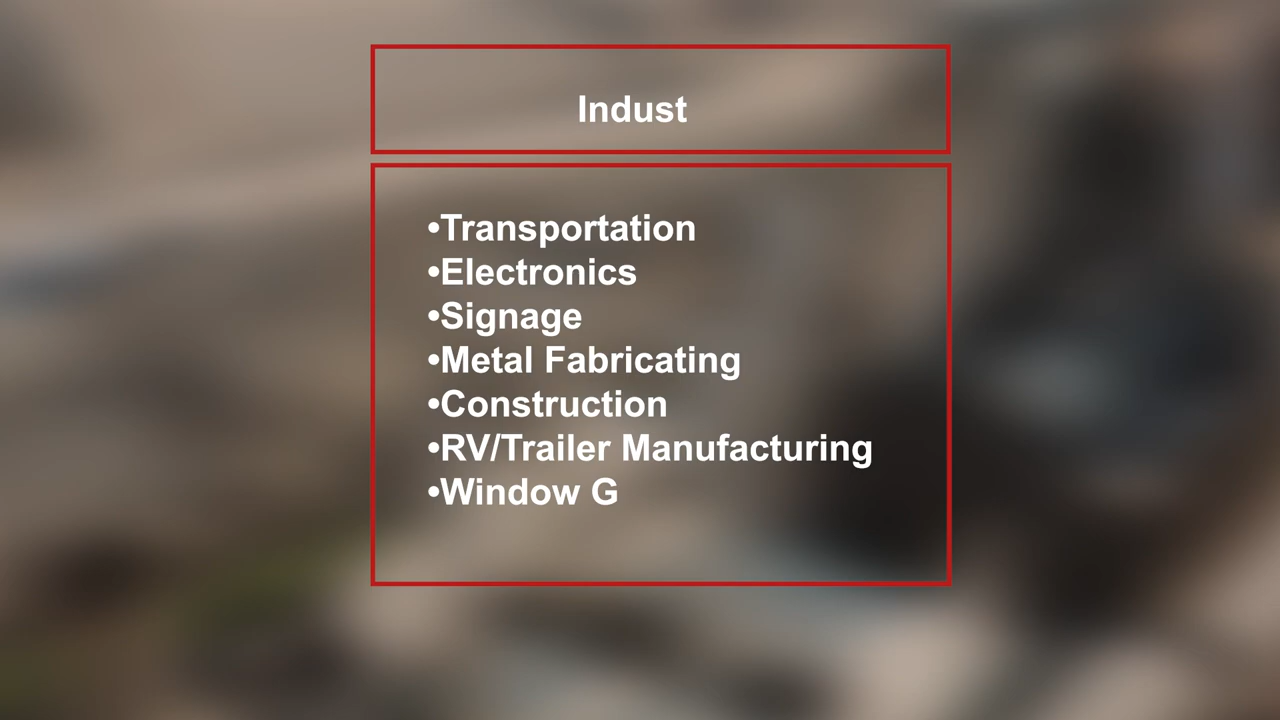 Indust
•Transportation
•Electronics
•Signage
•Metal Fabricating
•Construction
•RV/Trailer Manufacturing
•Window G